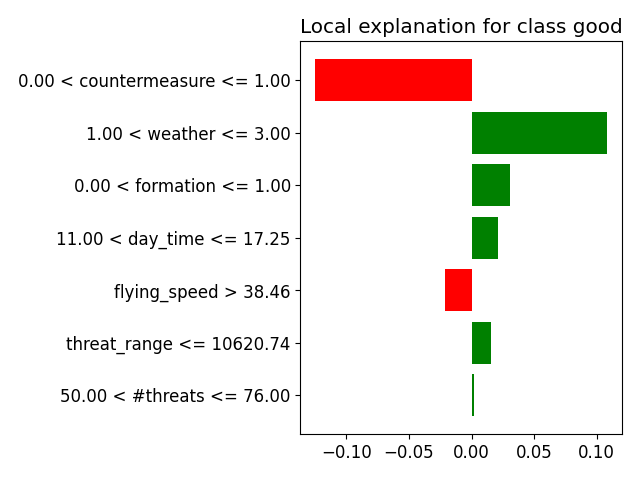 Local explanation for class good
0.00 < countermeasure <= 1.00
1.00 < weather <= 3.00
0.00 < formation <= 1.00
11.00 < day_time <= 17.25
flying_speed > 38.46
threat_range <= 10620.74
50.00 < #threats <= 76.00
−0.10 −0.05 0.00 0.05 0.10